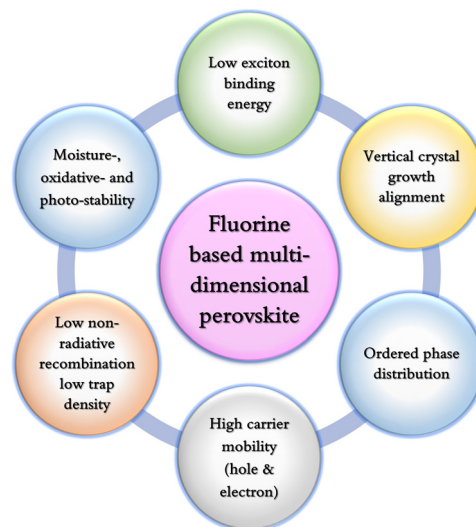 Low exciton
binding
energy
Vertical crystal
growth
alignment
Ordered phase
distribution
High carrier
mobility
(hole &
electron)
Low non-
radiative
recombination
low trap
density
Moisture-,
oxidative- and
photo-stability
Fluorine
based multi-
dimensional
perovskite